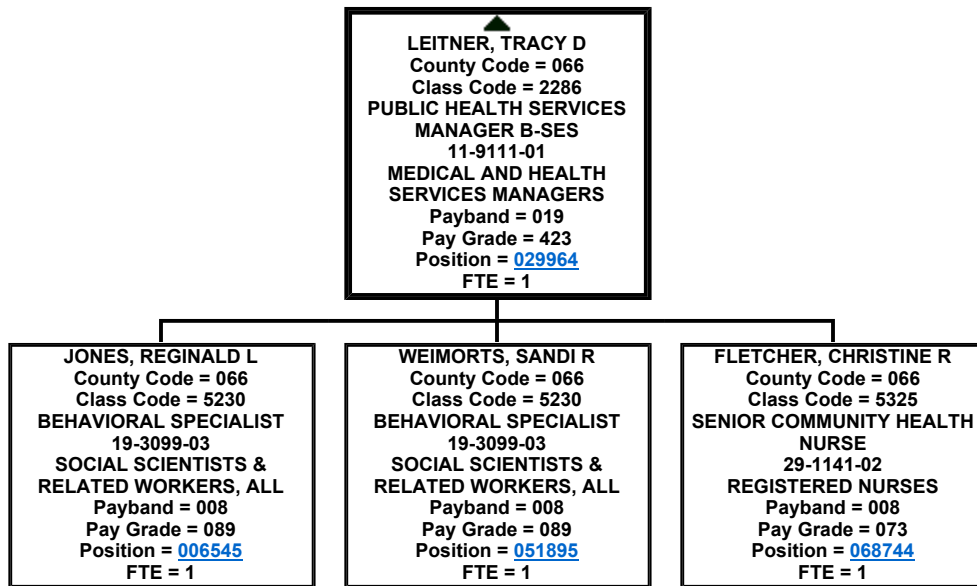 LEITNER, TRACY D
County Code = 066
Class Code = 2286
PUBLIC HEALTH SERVICES
MANAGER B-SES
11-9111-01
MEDICAL AND HEALTH
SERVICES MANAGERS
Payband = 019
Pay Grade = 423
Position = 029964
FTE = 1
JONES, REGINALD L
County Code = 066
Class Code = 5230
BEHAVIORAL SPECIALIST
19-3099-03
SOCIAL SCIENTISTS &
RELATED WORKERS, ALL
Payband = 008
Pay Grade = 089
Position = 006545
FTE = 1
WEIMORTS, SANDI R
County Code = 066
Class Code = 5230
BEHAVIORAL SPECIALIST
19-3099-03
SOCIAL SCIENTISTS &
RELATED WORKERS, ALL
Payband = 008
Pay Grade = 089
Position = 051895
FTE = 1
FLETCHER, CHRISTINE R
County Code = 066
Class Code = 5325
SENIOR COMMUNITY HEALTH
NURSE
29-1141-02
REGISTERED NURSES
Payband = 008
Pay Grade = 073
Position = 068744
FTE = 1